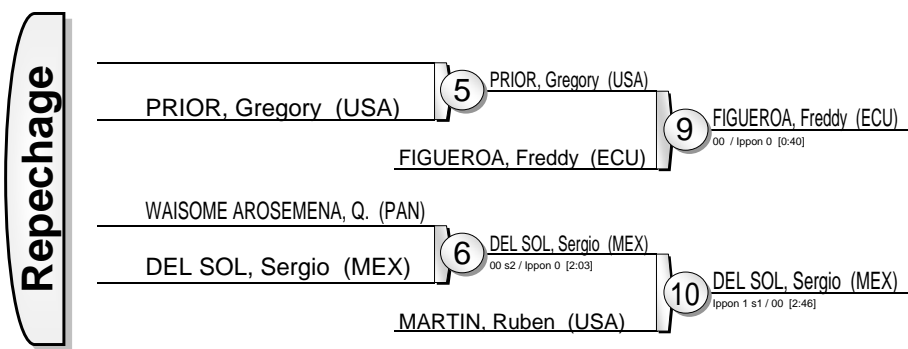 Repechage
PRIOR, Gregory (USA)
5
PRIOR, Gregory (USA)
FIGUEROA, Freddy (ECU)
9
FIGUEROA, Freddy (ECU)
00 / Ippon 0 [0:40]
WAISOME AROSEMENA, Q. (PAN)
DEL SOL, Sergio (MEX)
6
DEL SOL, Sergio (MEX)
00 s2 / Ippon 0 [2:03]
MARTIN, Ruben (USA)
10
DEL SOL, Sergio (MEX)
Ippon 1 s1 / 00 [2:46]